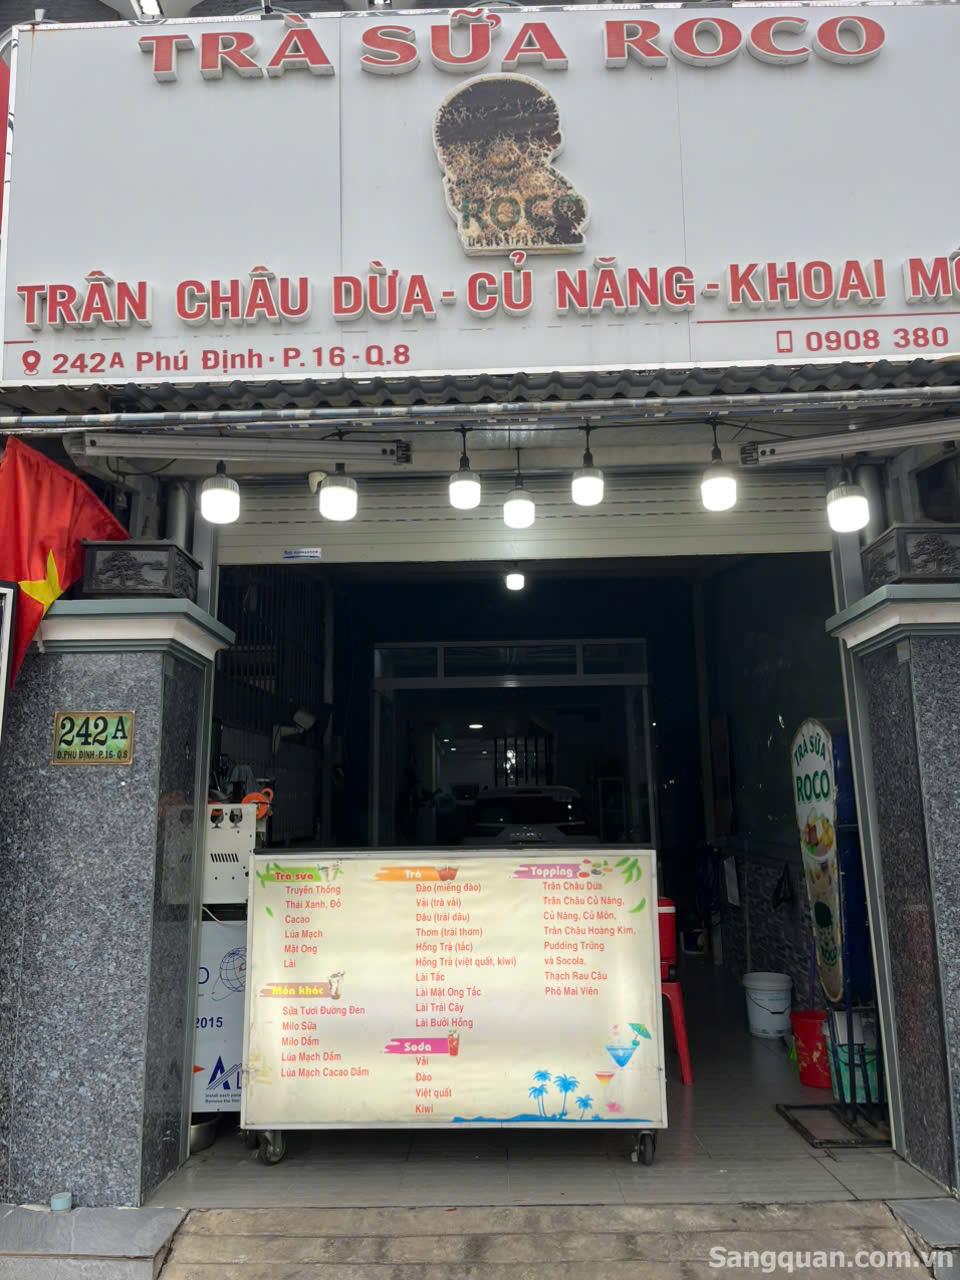 TRÀ SỮA ROCO
ROCO
TRÂN CHÂU DỪA - CỦ NĂNG - KHOAI
242A Phú Định · P.16 - Q.8
0908 380
242A
Đ.PHÚ ĐỊNH - P.16 - Q.8
TRÀ SỮA
ROCO
2015
Trà sữa
Truyền Thống
Thái Xanh, Đỏ
Cacao
Lúa Mạch
Mật Ong
Lài
Món khác
Sữa Tươi Đường Đen
Milo Sữa
Milo Dầm
Lúa Mạch Dầm
Lúa Mạch Cacao Dầm
Trà
Đào (miếng đào)
Vải (trà vải)
Dâu (trái dâu)
Thơm (trái thơm)
Hồng Trà (tắc)
Hồng Trà (việt quất, kiwi)
Lài Tắc
Lài Mật Ong Tắc
Lài Trái Cây
Lài Bưởi Hồng
Soda
Vải
Đào
Việt quất
Kiwi
Topping
Trân Châu Dừa
Trân Châu Củ Năng,
Củ Năng, Củ Môn,
Trân Châu Hoàng Kim,
Pudding Trứng
và Socola,
Thạch Rau Câu
Phô Mai Viên
Sangquan.com.vn